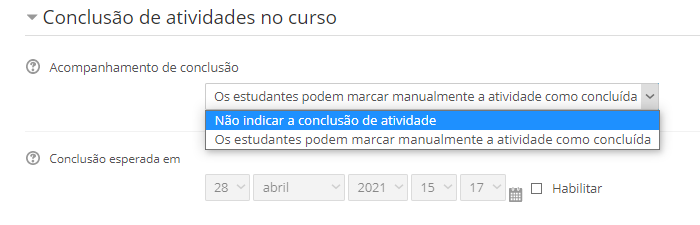 Conclusão de atividades no curso
Acompanhamento de conclusão
Os estudantes podem marcar manualmente a atividade como concluída
Não indicar a conclusão de atividade
Os estudantes podem marcar manualmente a atividade como concluída
Conclusão esperada em
28 abril 2021 15 17 Habilitar